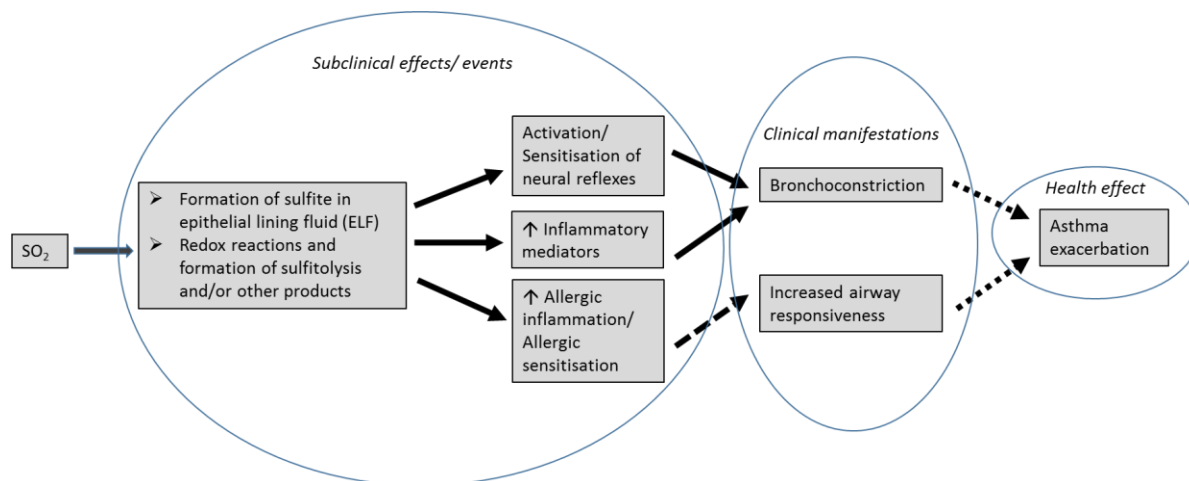 Subclinical effects/ events
SO₂
➢ Formation of sulfite in
epithelial lining fluid (ELF)
➢ Redox reactions and
formation of sulfitolysis
and/or other products
Activation/
Sensitisation of
neural reflexes
↑ Inflammatory
mediators
↑ Allergic
inflammation/
Allergic
sensitisation
Clinical manifestations
Bronchoconstriction
Increased airway
responsiveness
Health effect
Asthma
exacerbation